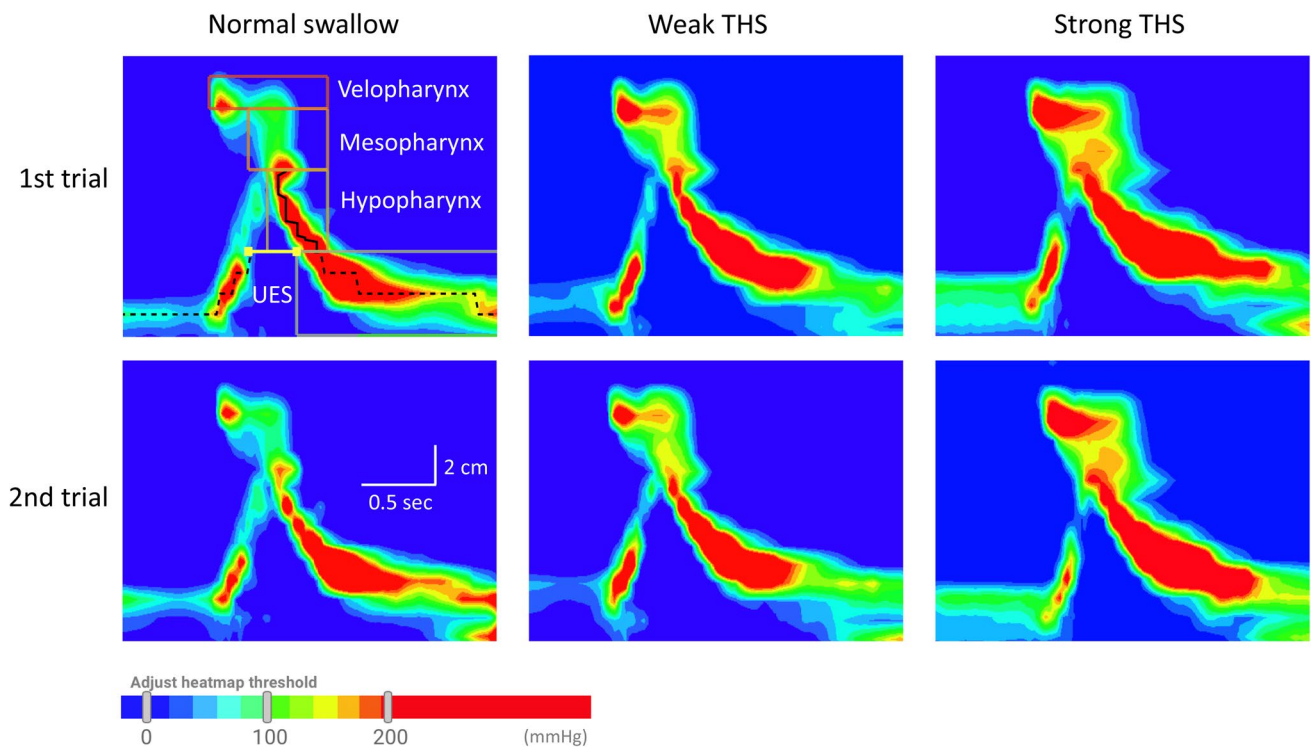 Normal swallow
Weak THS
Strong THS
1st trial
Velopharynx
Mesopharynx
Hypopharynx
UES
2nd trial
2 cm
0.5 sec
Adjust heatmap threshold
0
100
200
(mmHg)